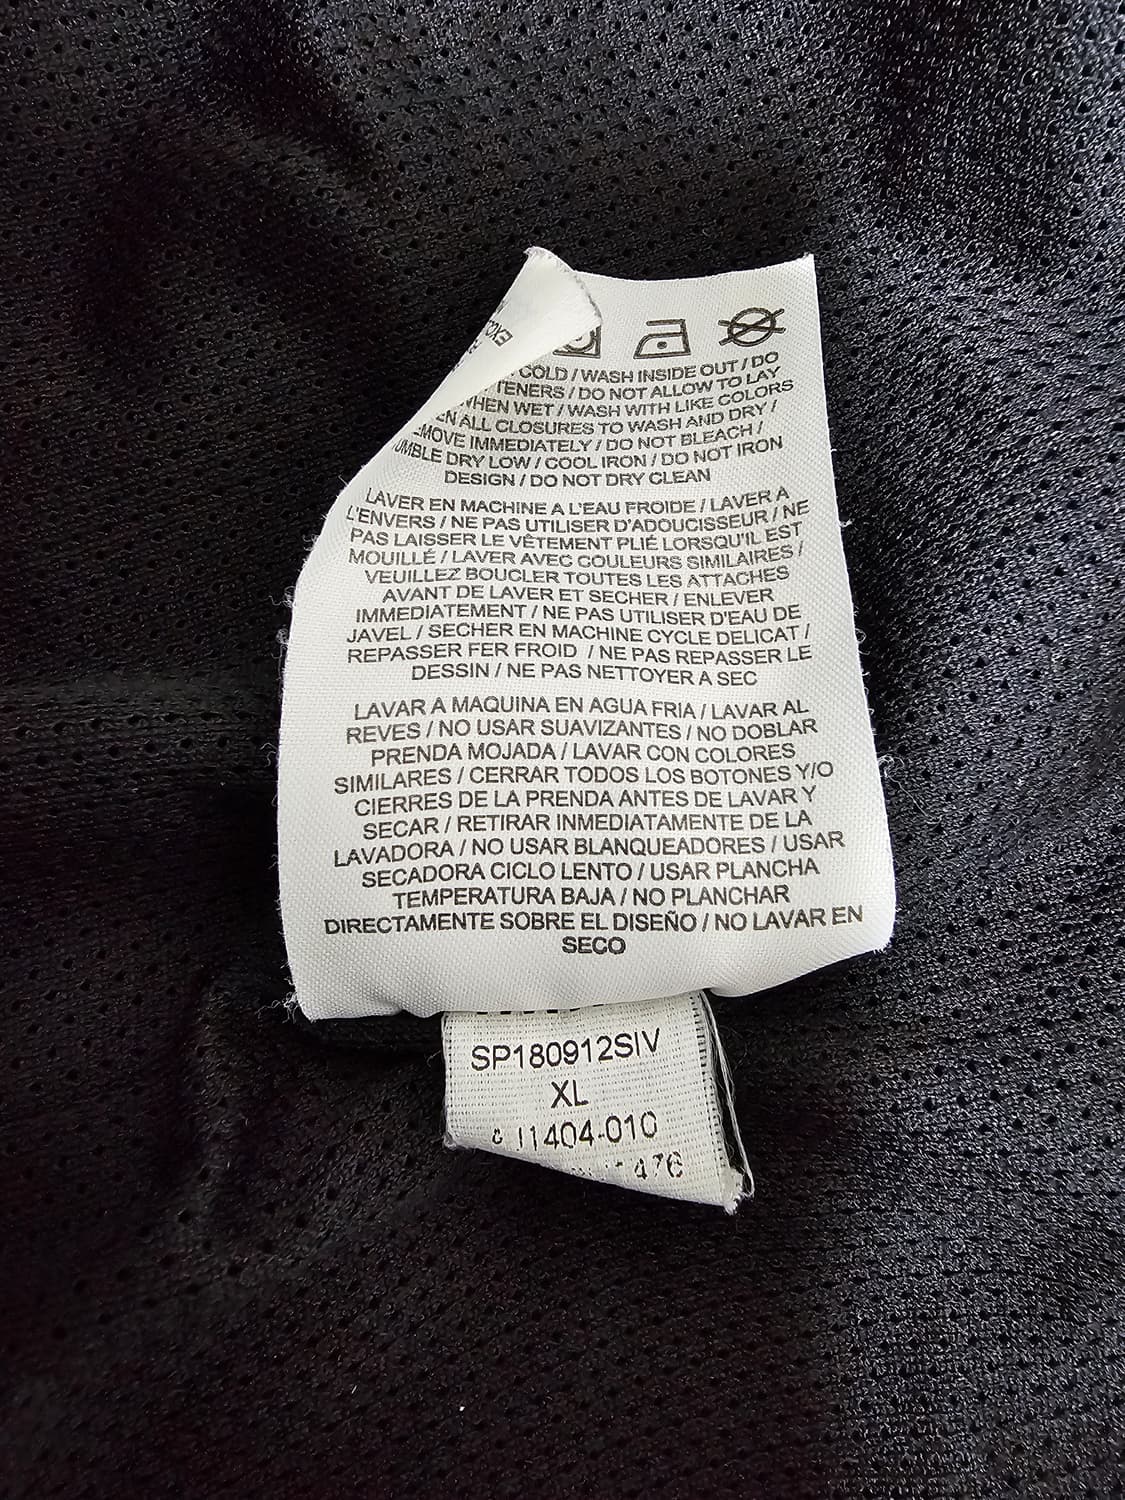 COLD / WASH INSIDE OUT / DO
/ DO NOT ALLOW TO LAY
WHEN WET / WASH WITH LIKE COLORS
ALL CLOSURES TO WASH AND DRY /
IMMEDIATELY / DO NOT BLEACH /
DRY LOW / COOL IRON / DO NOT IRON
DESIGN / DO NOT DRY CLEAN
LAVER EN MACHINE A L'EAU FROIDE / LAVER À
L'ENVERS / NE PAS UTILISER D'ADOUCISSEUR / NE
PAS LAISSER LE VÊTEMENT PLIÉ LORSQU'IL EST
MOUILLÉ / LAVER AVEC COULEURS SIMILAIRES /
VEUILLEZ BOUCLER TOUTES LES ATTACHES
AVANT DE LAVER ET SECHER / ENLEVER
IMMEDIATEMENT / NE PAS UTILISER D'EAU DE
JAVEL / SECHER EN MACHINE CYCLE DELICAT /
REPASSER FER FROID / NE PAS REPASSER LE
DESSIN / NE PAS NETTOYER A SEC
LAVAR A MAQUINA EN AGUA FRIA / LAVAR AL
REVES / NO USAR SUAVIZANTES / NO DOBLAR
PRENDA MOJADA / LAVAR CON COLORES
SIMILARES / CERRAR TODOS LOS BOTONES Y/O
CIERRES DE LA PRENDA ANTES DE LAVAR Y
SECAR / RETIRAR INMEDIATAMENTE DE LA
LAVADORA / NO USAR BLANQUEADORES / USAR
SECADORA CICLO LENTO / USAR PLANCHA
TEMPERATURA BAJA / NO PLANCHAR
DIRECTAMENTE SOBRE EL DISEÑO / NO LAVAR EN
SECO
SP180912SIV
XL
11404-010
476